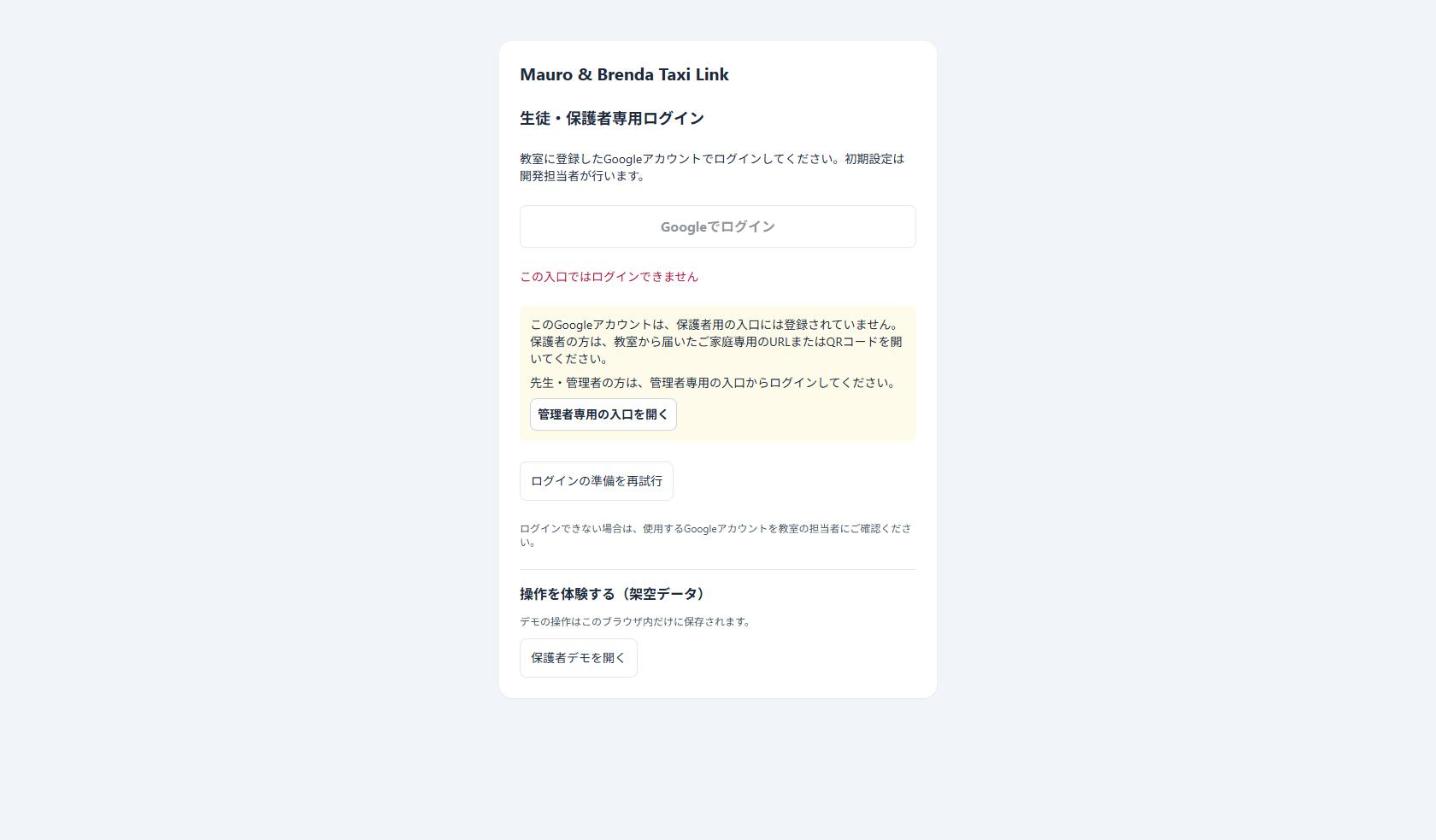 Mauro & Brenda Taxi Link
生徒・保護者専用ログイン
教室に登録したGoogleアカウントでログインしてください。初期設定は
開発担当者が行います。
Googleでログイン
この入口ではログインできません
このGoogleアカウントは、保護者用の入口には登録されていません。
保護者の方は、教室から届いたご家庭専用のURLまたはQRコードを開
いてください。
先生・管理者の方は、管理者専用の入口からログインしてください。
管理者専用の入口を開く
ログインの準備を再試行
ログインできない場合は、使用するGoogleアカウントを教室の担当者にご確認くださ
い。
操作を体験する（架空データ）
デモの操作はこのブラウザ内だけに保存されます。
保護者デモを開く